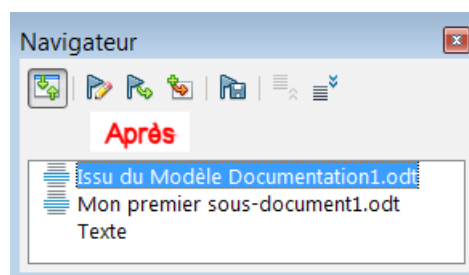 Navigateur
Après
Issu du Modèle Documentation1.odt
Mon premier sous-document1.odt
Texte